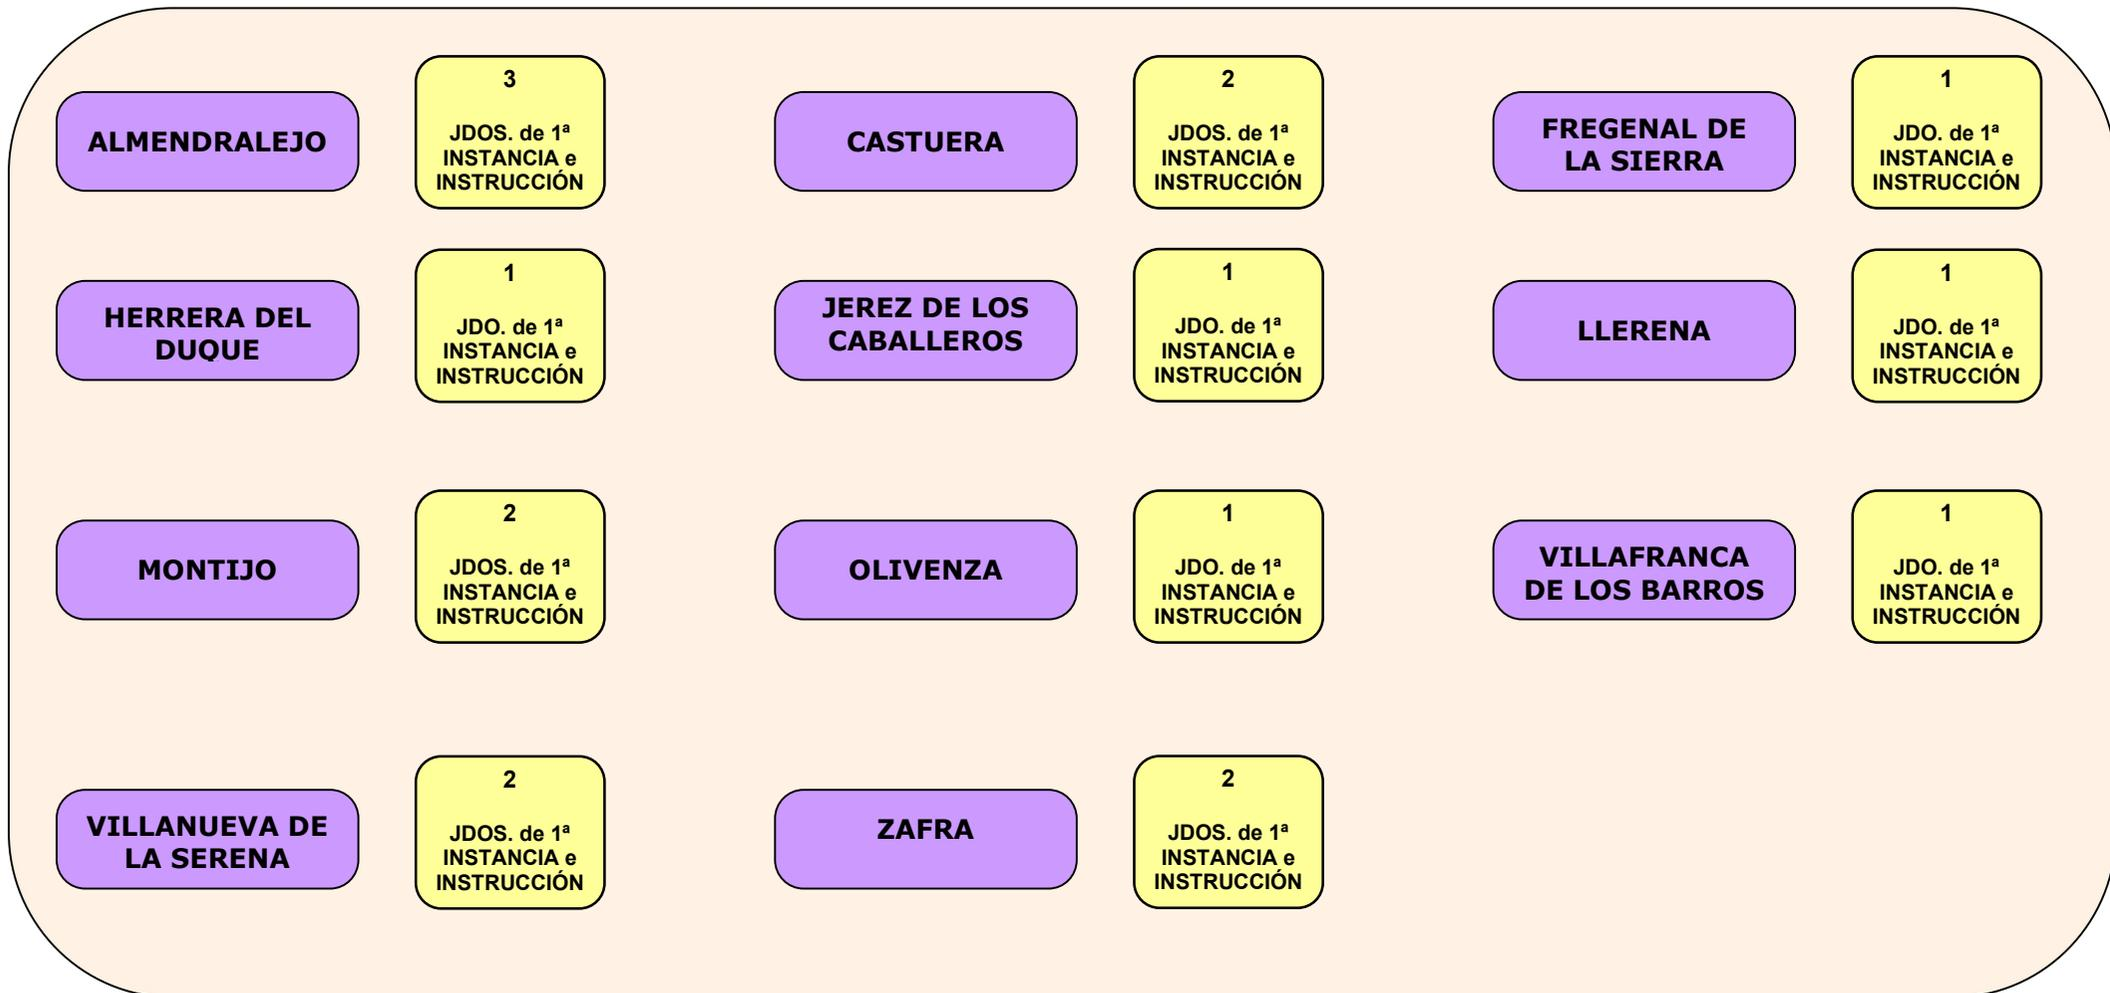 ALMENDRALEJO
3
JDOS. de 1ª
INSTANCIA e
INSTRUCCIÓN
CASTUERA
2
JDOS. de 1ª
INSTANCIA e
INSTRUCCIÓN
FREGENAL DE
LA SIERRA
1
JDO. de 1ª
INSTANCIA e
INSTRUCCIÓN
HERRERA DEL
DUQUE
1
JDO. de 1ª
INSTANCIA e
INSTRUCCIÓN
JEREZ DE LOS
CABALLEROS
1
JDO. de 1ª
INSTANCIA e
INSTRUCCIÓN
LLERENA
1
JDO. de 1ª
INSTANCIA e
INSTRUCCIÓN
MONTIJO
2
JDOS. de 1ª
INSTANCIA e
INSTRUCCIÓN
OLIVENZA
1
JDO. de 1ª
INSTANCIA e
INSTRUCCIÓN
VILLAFRANCA
DE LOS BARROS
1
JDO. de 1ª
INSTANCIA e
INSTRUCCIÓN
VILLANUEVA DE
LA SERENA
2
JDOS. de 1ª
INSTANCIA e
INSTRUCCIÓN
ZAFRA
2
JDOS. de 1ª
INSTANCIA e
INSTRUCCIÓN